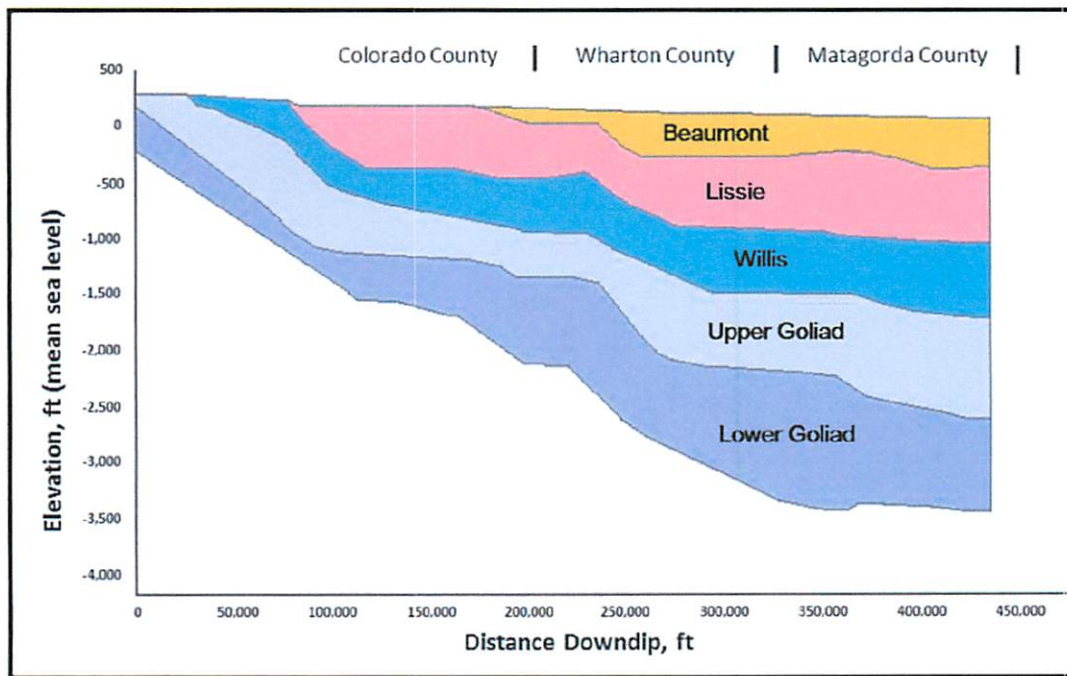 Colorado County | Wharton County | Matagorda County |
500
0
-500
-1,000
-1,500
-2,000
-2,500
-3,000
-3,500
-4,000
Elevation, ft (mean sea level)
Beaumont
Lissie
Willis
Upper Goliad
Lower Goliad
0 50,000 100,000 150,000 200,000 250,000 300,000 350,000 400,000 450,000
Distance Downdip, ft